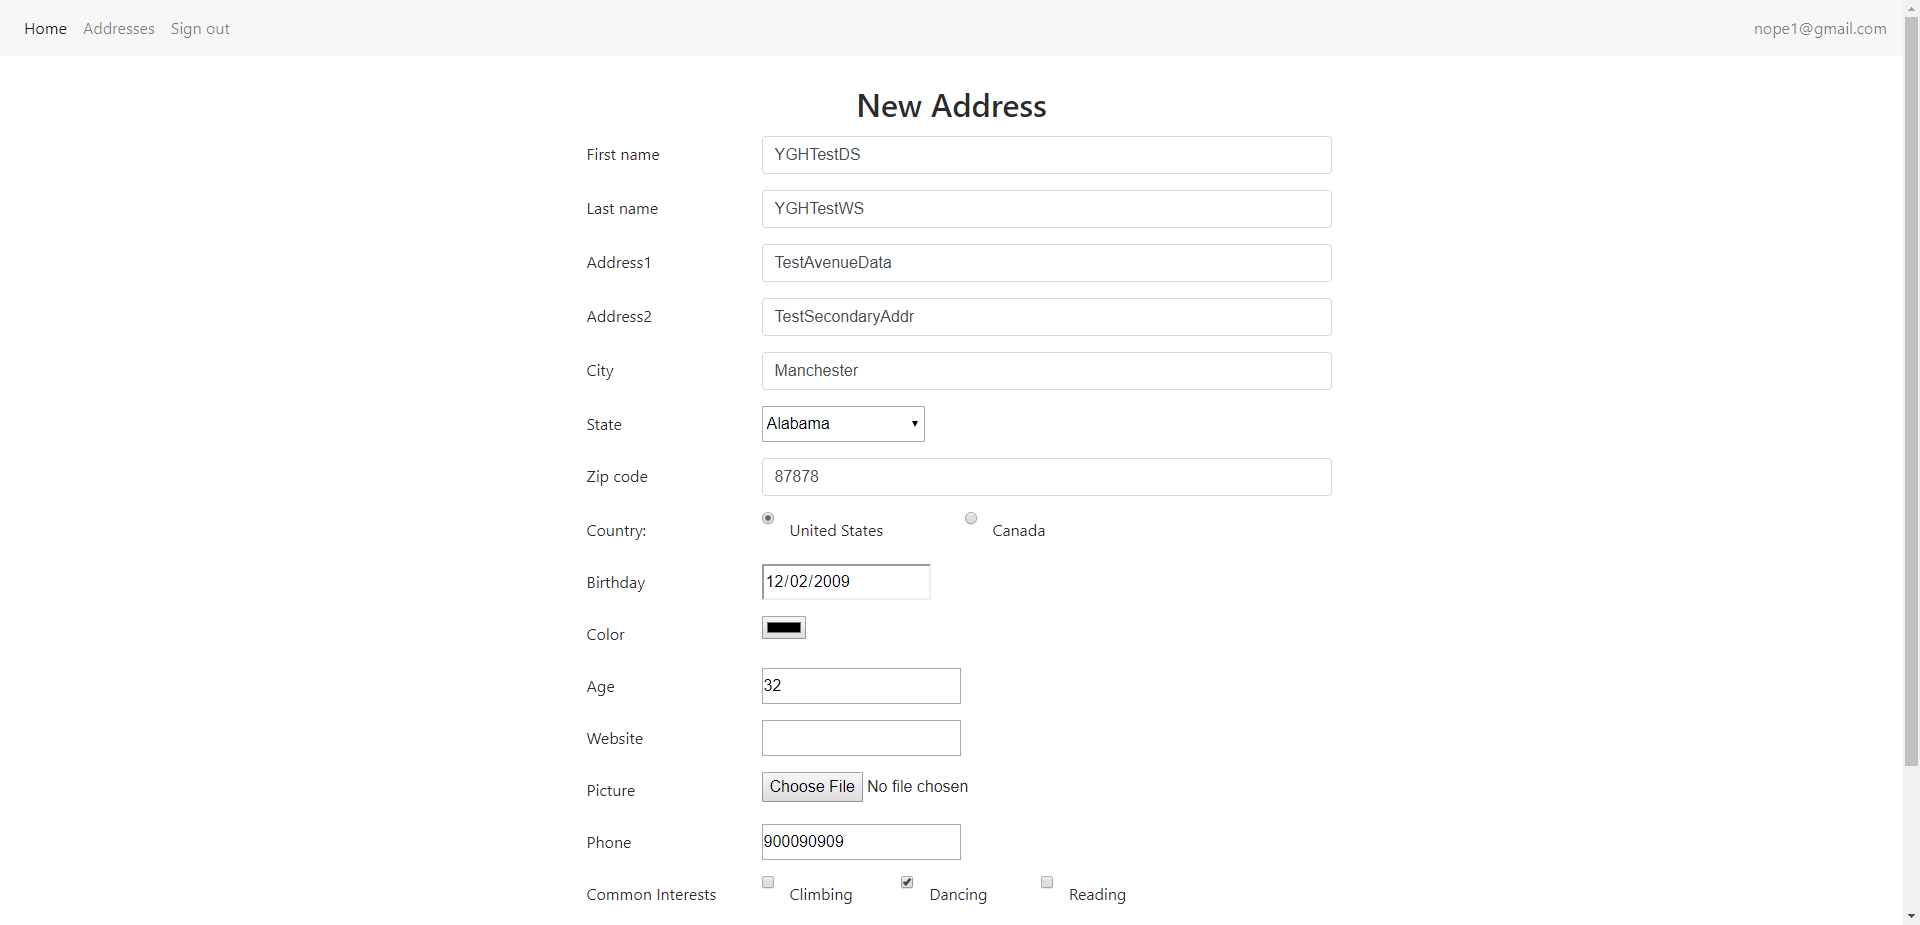 Home Addresses Sign out nope1@gmail.com
New Address
First name YGHTestDS
Last name YGHTestWS
Address1 TestAvenueData
Address2 TestSecondaryAddr
City Manchester
State Alabama
Zip code 87878
Country: United States Canada
Birthday 12/02/2009
Color
Age 32
Website
Picture Choose File No file chosen
Phone 900090909
Common Interests Climbing Dancing Reading